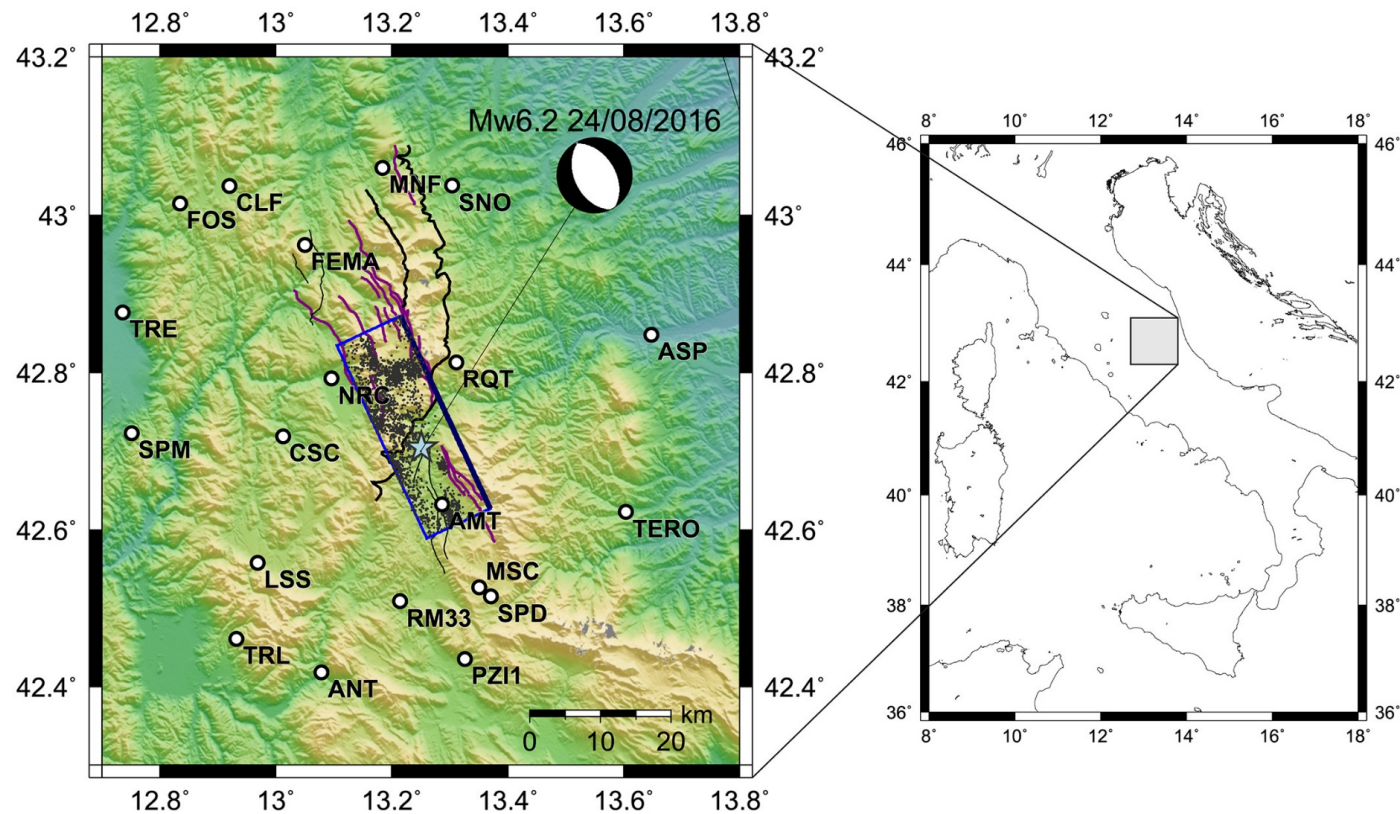 12.8˚ 13˚ 13.2˚ 13.4˚ 13.6˚ 13.8˚
43.2˚ 43.2˚
Mw6.2 24/08/2016
8˚ 10˚ 12˚ 14˚ 16˚ 18˚
46˚ 46˚
MNF
CLF SNO
FOS
43˚ 43˚
FEMA
44˚ 44˚
TRE
ASP
RQT
42.8˚ 42.8˚
NRC
42˚ 42˚
SPM CSC
40˚ 40˚
AMT TERO
42.6˚ 42.6˚
MSC
LSS
SPD
RM33
38˚ 38˚
TRL
PZI1
ANT
42.4˚ 42.4˚
km
0 10 20
36˚ 36˚
8˚ 10˚ 12˚ 14˚ 16˚ 18˚
12.8˚ 13˚ 13.2˚ 13.4˚ 13.6˚ 13.8˚